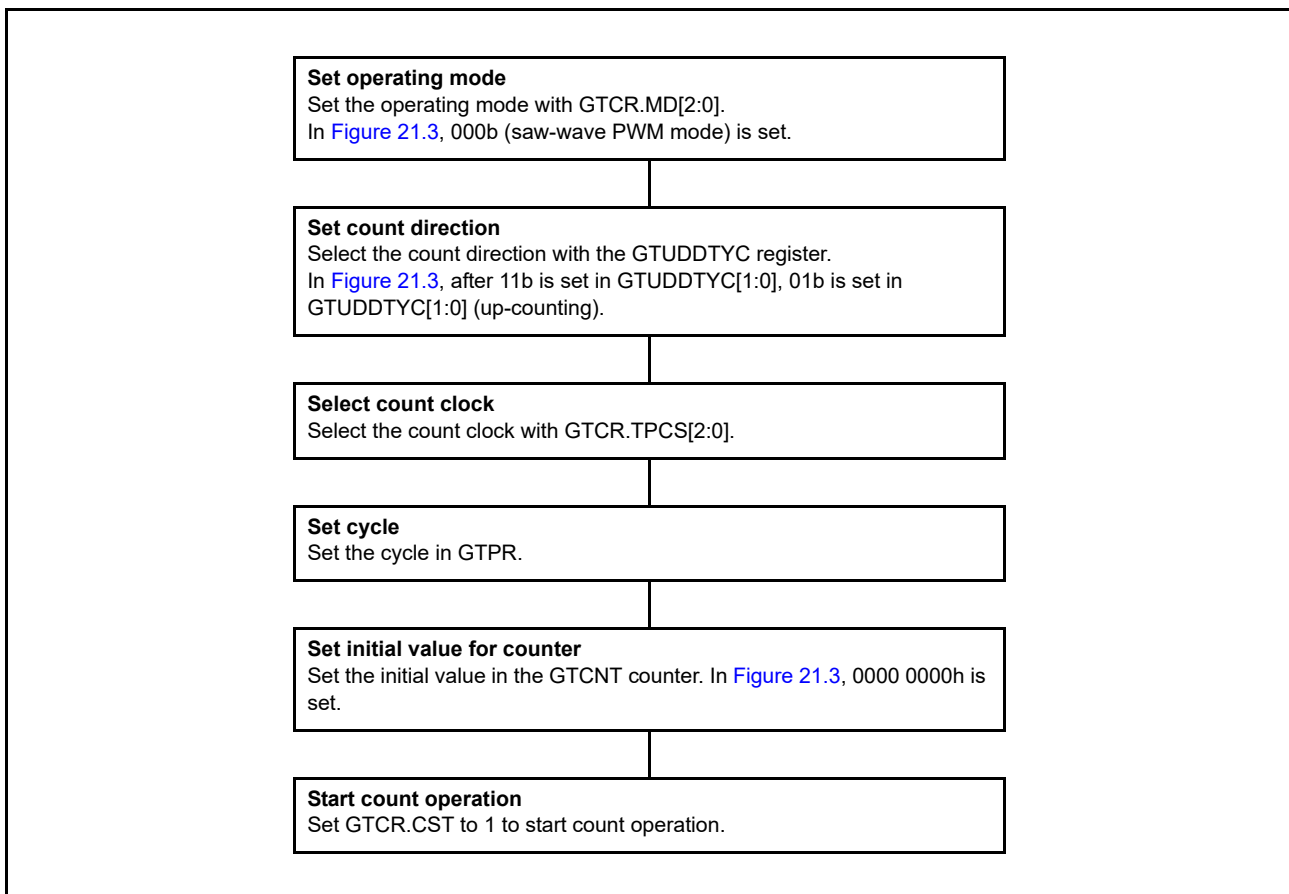 Set operating mode
Set the operating mode with GTCR.MD[2:0].
In Figure 21.3, 000b (saw-wave PWM mode) is set.
Set count direction
Select the count direction with the GTUDDTYC register.
In Figure 21.3, after 11b is set in GTUDDTYC[1:0], 01b is set in
GTUDDTYC[1:0] (up-counting).
Select count clock
Select the count clock with GTCR.TPCS[2:0].
Set cycle
Set the cycle in GTPR.
Set initial value for counter
Set the initial value in the GTCNT counter. In Figure 21.3, 0000 0000h is
set.
Start count operation
Set GTCR.CST to 1 to start count operation.